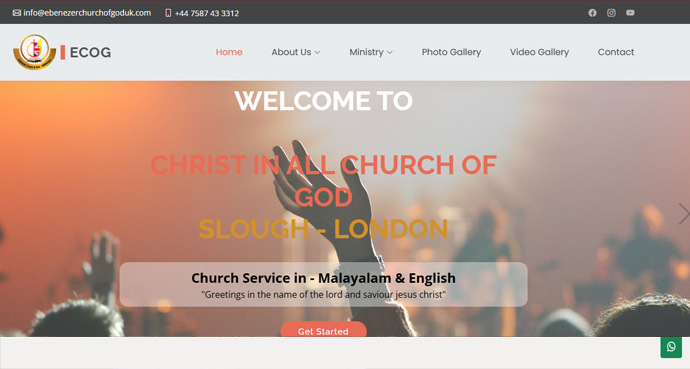 info@ebenezerchurchofgoduk.com +44 7587 43 3312
ECOG
Home About Us Ministry Photo Gallery Video Gallery Contact
WELCOME TO
CHRIST IN ALL CHURCH OF
GOD
SLOUGH - LONDON
Church Service in - Malayalam & English
"Greetings in the name of the lord and saviour jesus christ"
Get Started